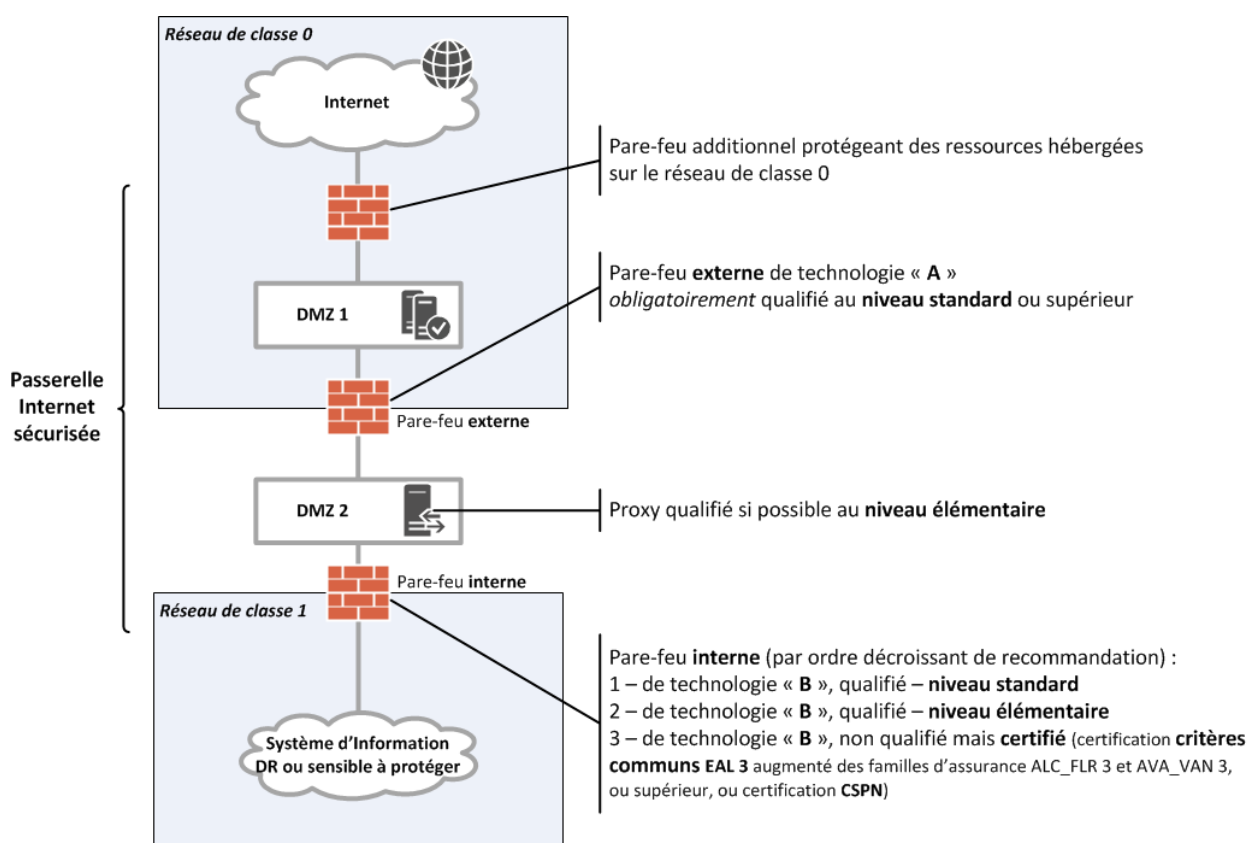 Réseau de classe 0
Internet
Pare-feu additionnel protégeant des ressources hébergées
sur le réseau de classe 0
Pare-feu externe de technologie « A »
obligatoirement qualifié au niveau standard ou supérieur
DMZ 1
Passerelle
Internet
sécurisée
Pare-feu externe
DMZ 2
Proxy qualifié si possible au niveau élémentaire
Pare-feu interne
Réseau de classe 1
Pare-feu interne (par ordre décroissant de recommandation) :
1 – de technologie « B », qualifié – niveau standard
2 – de technologie « B », qualifié – niveau élémentaire
3 – de technologie « B », non qualifié mais certifié (certification critères
communs EAL 3 augmenté des familles d’assurance ALC_FLR 3 et AVA_VAN 3,
ou supérieur, ou certification CSPN)
Système d’Information
DR ou sensible à protéger